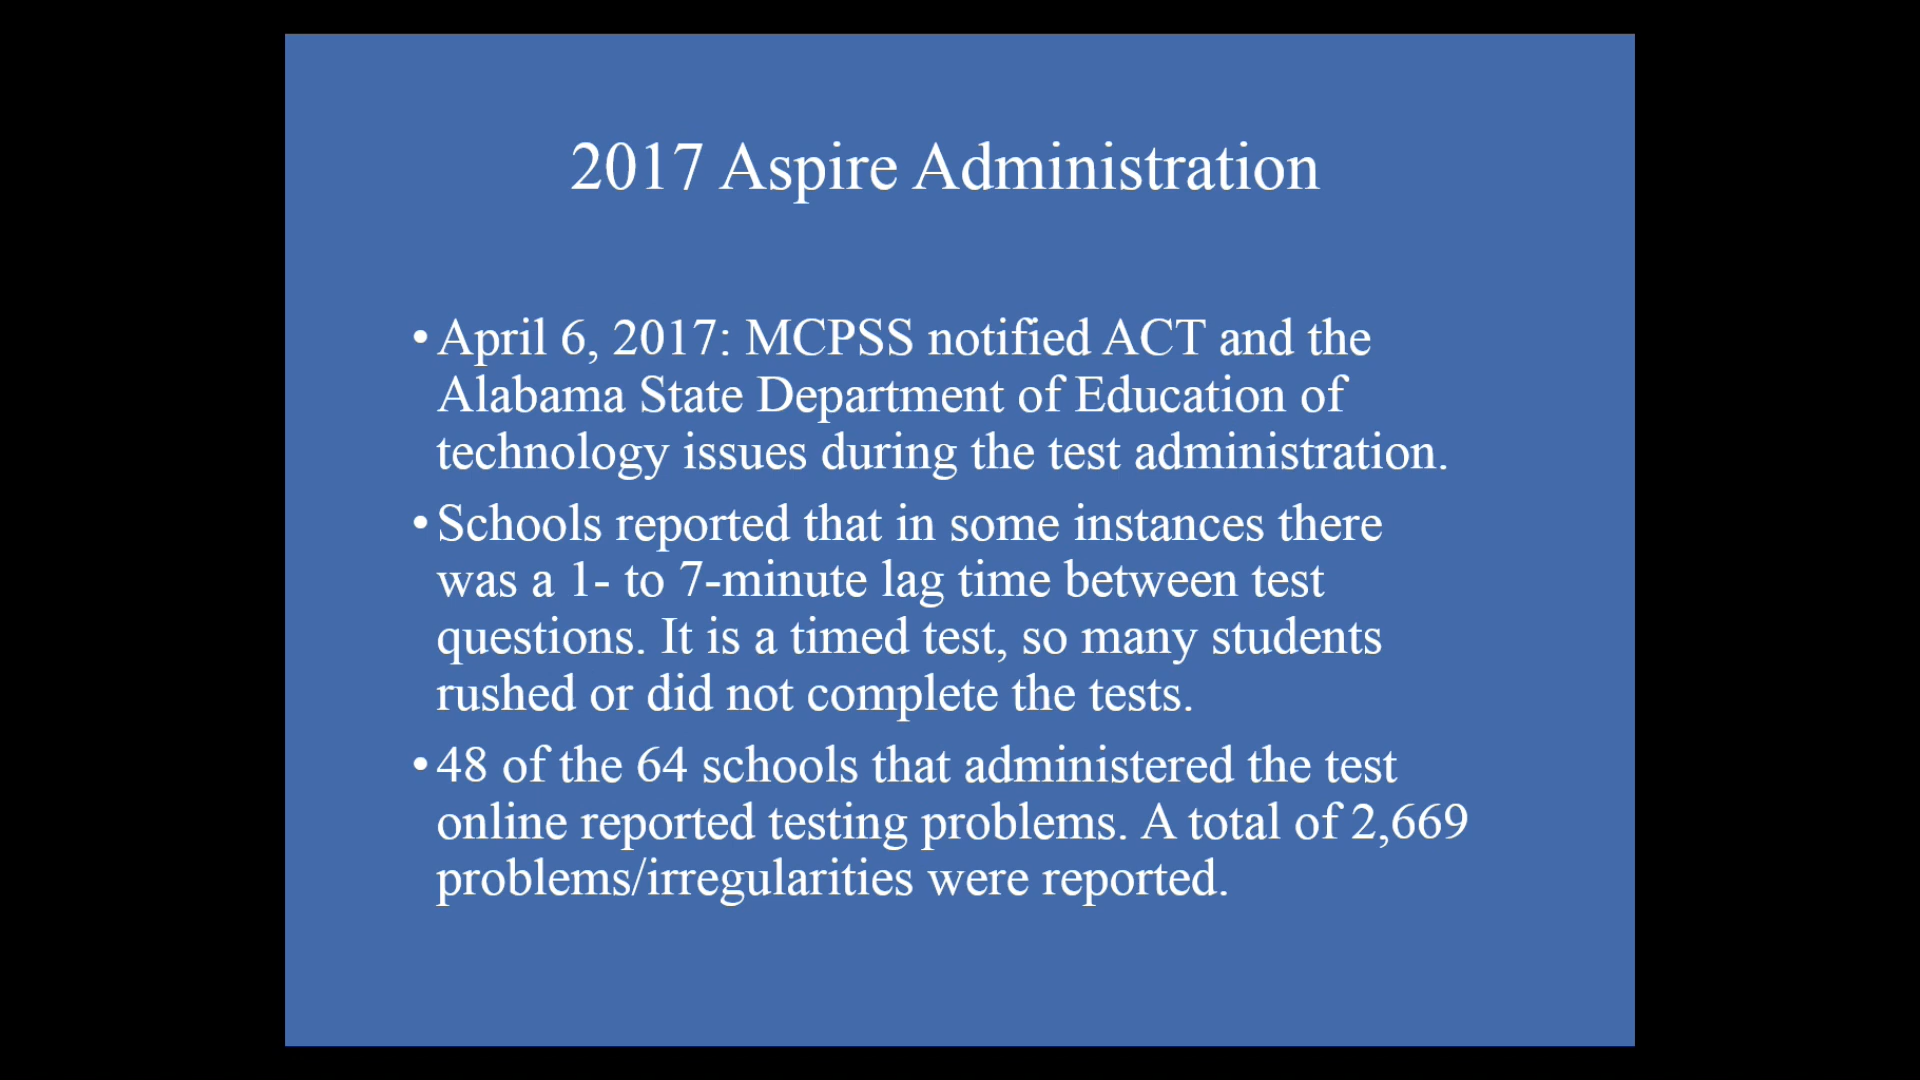 2017 Aspire Administration
• April 6, 2017: MCPSS notified ACT and the
Alabama State Department of Education of
technology issues during the test administration.
• Schools reported that in some instances there
was a 1- to 7-minute lag time between test
questions. It is a timed test, so many students
rushed or did not complete the tests.
• 48 of the 64 schools that administered the test
online reported testing problems. A total of 2,669
problems/irregularities were reported.